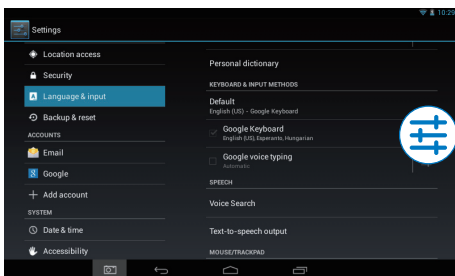 10:29
Settings
Location access
Security
Language & input
Backup & reset
ACCOUNTS
Email
Google
Add account
SYSTEM
Date & time
Accessibility
Personal dictionary
KEYBOARD & INPUT METHODS
Default
English (US) - Google Keyboard
Google Keyboard
English (US), Esperanto, Hungarian
Google voice typing
Automatic
SPEECH
Voice Search
Text-to-speech output
MOUSE/TRACKPAD